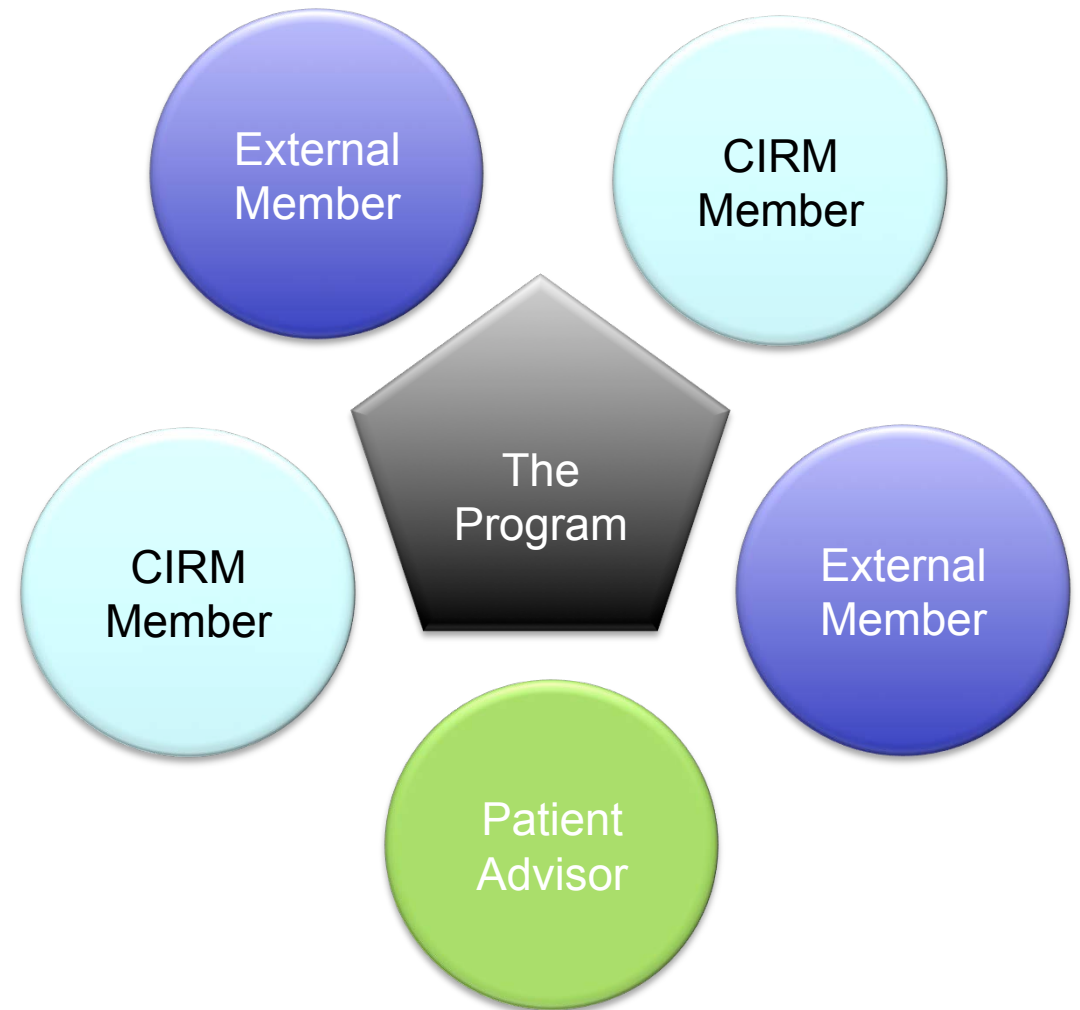 External
Member
CIRM
Member
The
Program
CIRM
Member
External
Member
Patient
Advisor